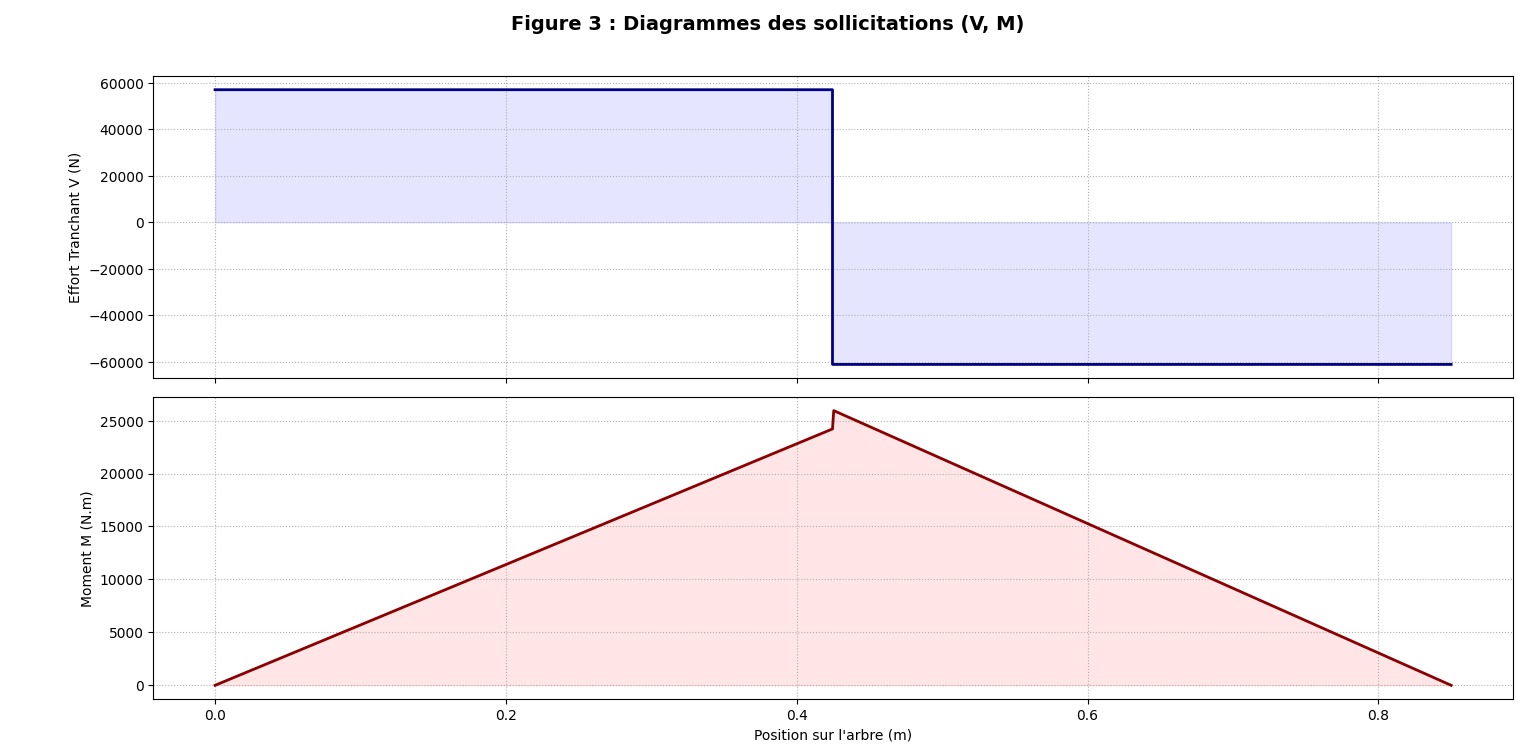 Figure 3 : Diagrammes des sollicitations (V, M)
Effort Tranchant V (N)
60000
40000
20000
0
−20000
−40000
−60000
Moment M (N.m)
25000
20000
15000
10000
5000
0
0.0 0.2 0.4 0.6 0.8
Position sur l'arbre (m)